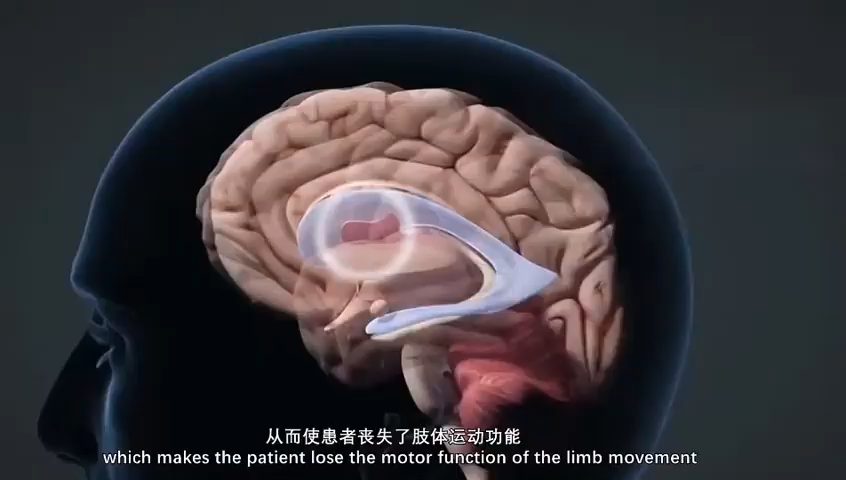 从而使患者丧失了肢体运动功能
which makes the patient lose the motor function of the limb movement